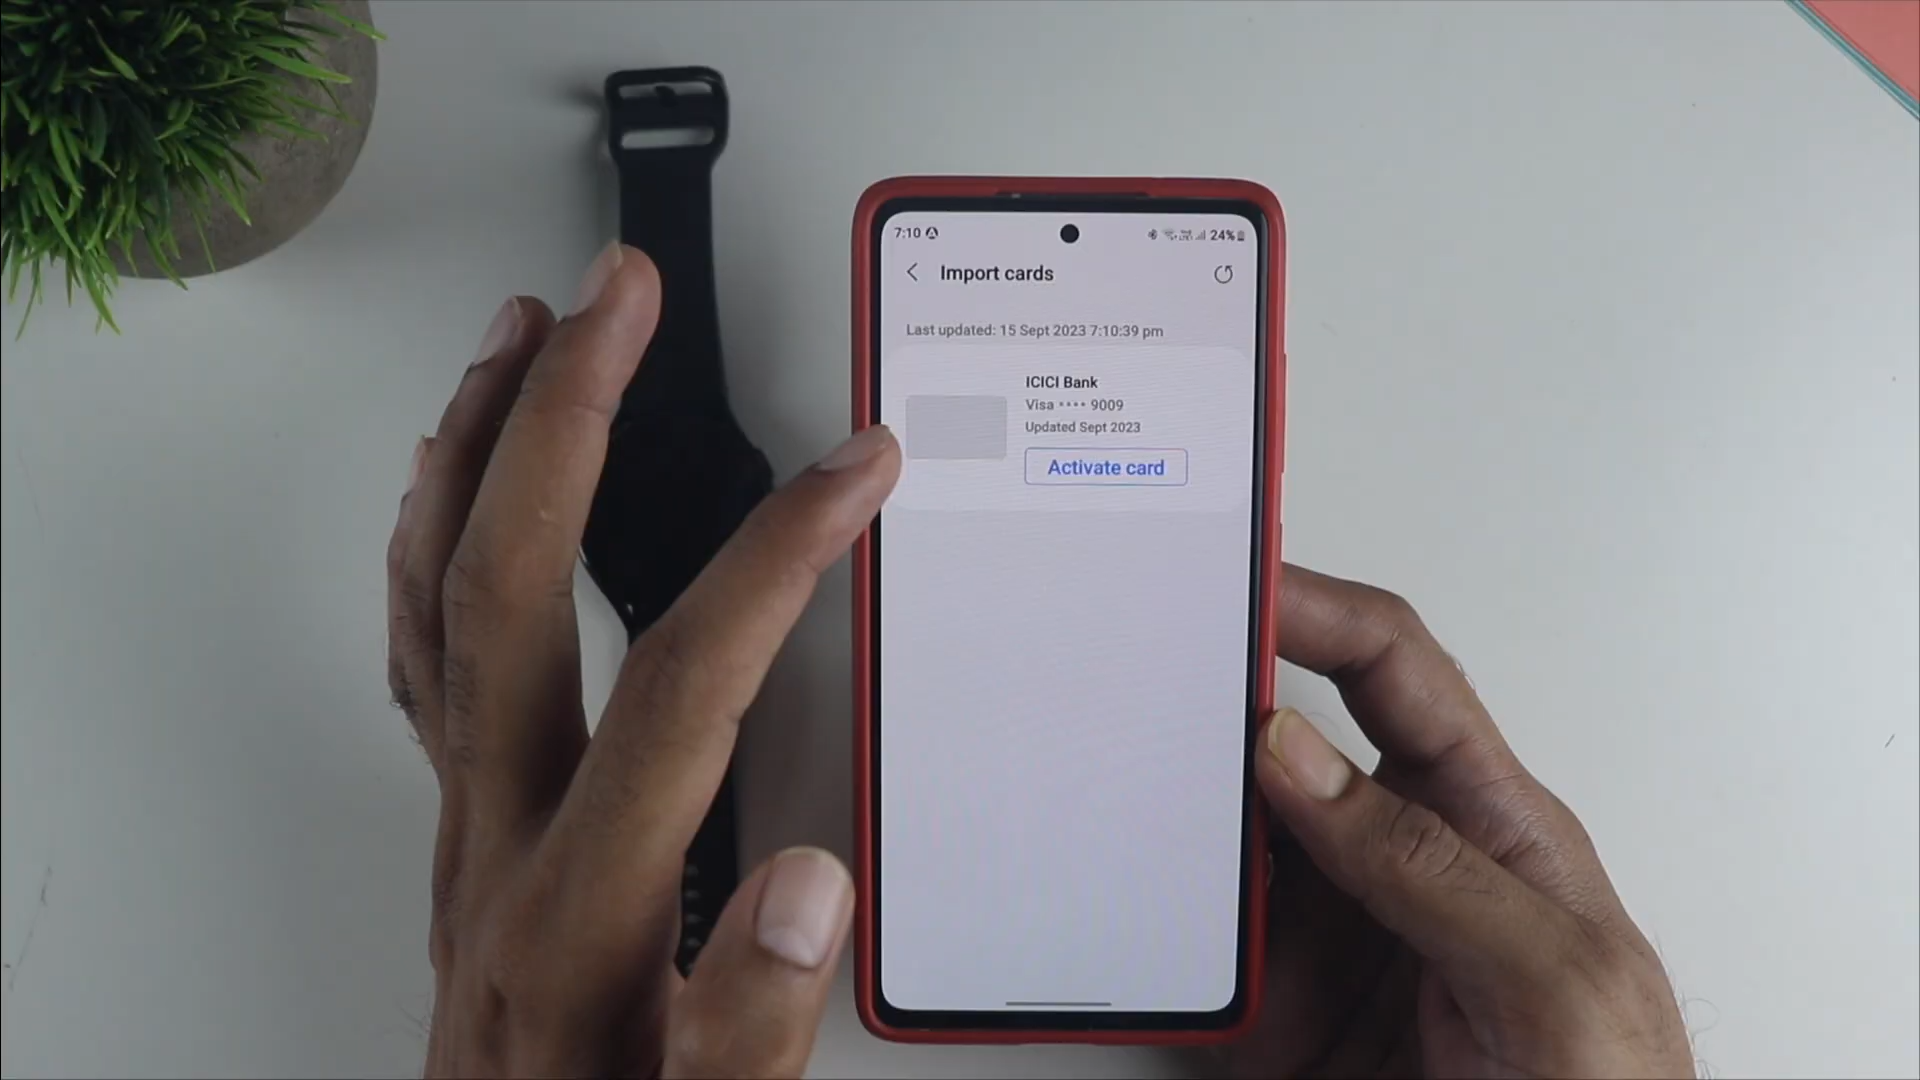 7:10
24%
Import cards
Last updated: 15 Sept 2023 7:10:39 pm
ICICI Bank
Visa •••• 9009
Updated Sept 2023
Activate card